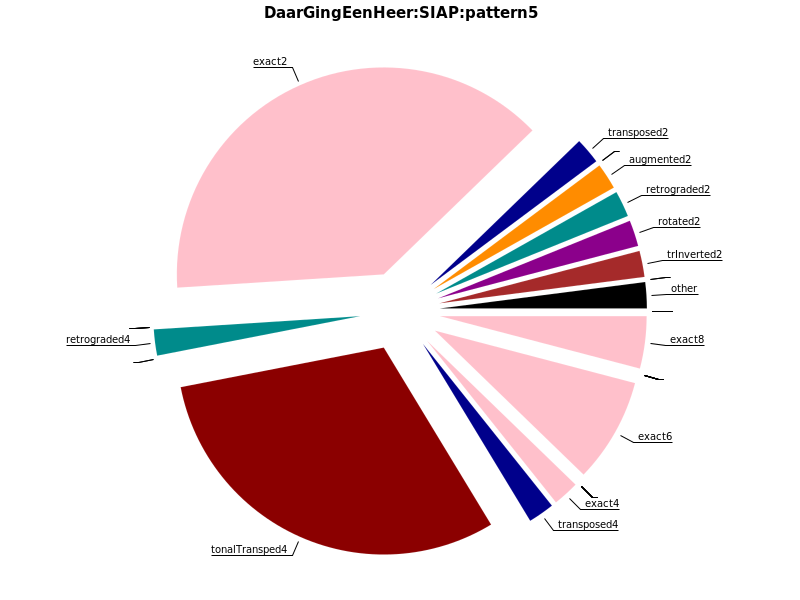 DaarGingEenHeer:SIAP:pattern5
exact2
transposed2
augmented2
retrograded2
rotated2
trInverted2
other
exact8
retrograded4
exact6
exact4
transposed4
tonalTransped4